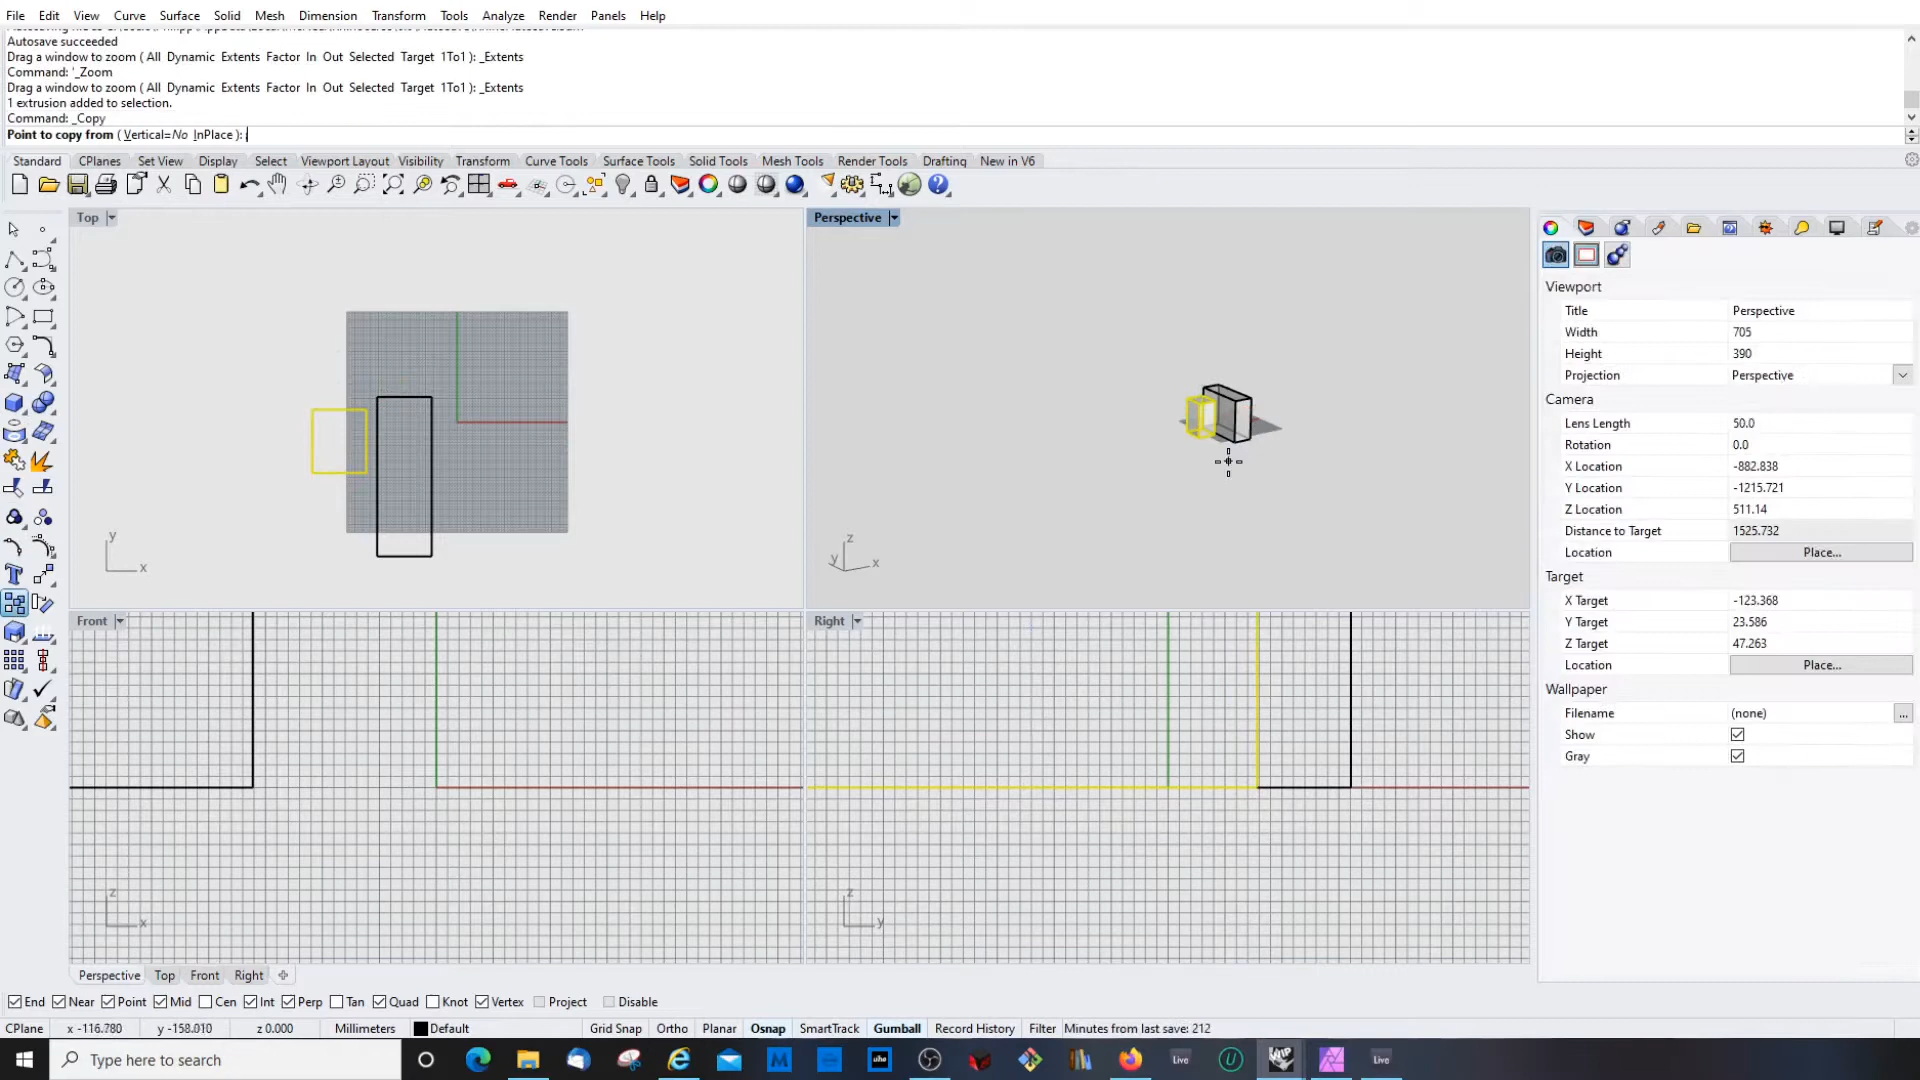 File Edit View Curve Surface Solid Mesh Dimension Transform Tools Analyze Render Panels Help
Autosave succeeded
Drag a window to zoom ( All Dynamic Extents Factor In Out Selected Target 1To1 ): _Extents
Command: '_Zoom
Drag a window to zoom ( All Dynamic Extents Factor In Out Selected Target 1To1 ): _Extents
1 extrusion added to selection.
Command: _Copy
Point to copy from ( Vertical=No InPlace ):
Standard CPlanes Set View Display Select Viewport Layout Visibility Transform Curve Tools Surface Tools Solid Tools Mesh Tools Render Tools Drafting New in V6
Top
Perspective
Viewport
Title Perspective
Width 705
Height 390
Projection Perspective
Camera
Lens Length 50.0
Rotation 0.0
X Location -882.838
Y Location -1215.721
Z Location 511.14
Distance to Target 1525.732
Location Place...
Target
X Target -123.368
Y Target 23.586
Z Target 47.263
Location Place...
Wallpaper
Filename (none) ...
Show
Gray
y
x
z
y
x
Front
Right
z
x
z
y
Perspective Top Front Right
End Near Point Mid Cen Int Perp Tan Quad Knot Vertex Project Disable
CPlane x -116.780 y -158.010 z 0.000 Millimeters Default Grid Snap Ortho Planar Osnap SmartTrack Gumball Record History Filter Minutes from last save: 212
Type here to search
uhe
Live
Live